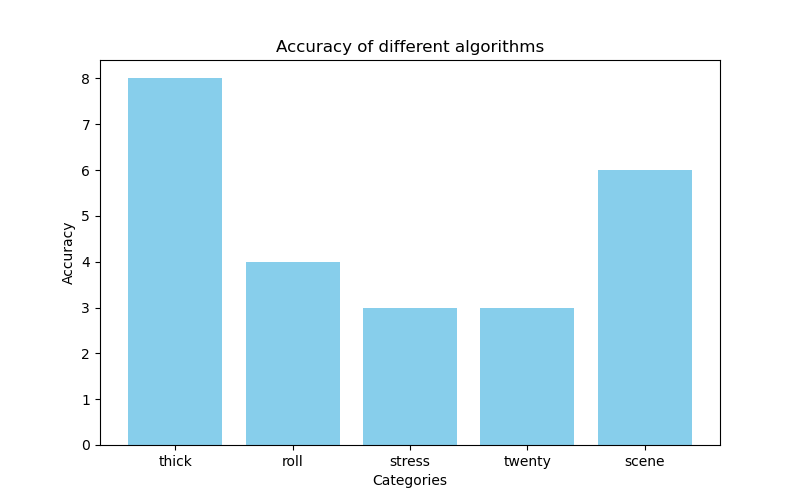 Accuracy of different algorithms
8
7
6
5
4
3
2
1
0
Accuracy
thick roll stress twenty scene
Categories